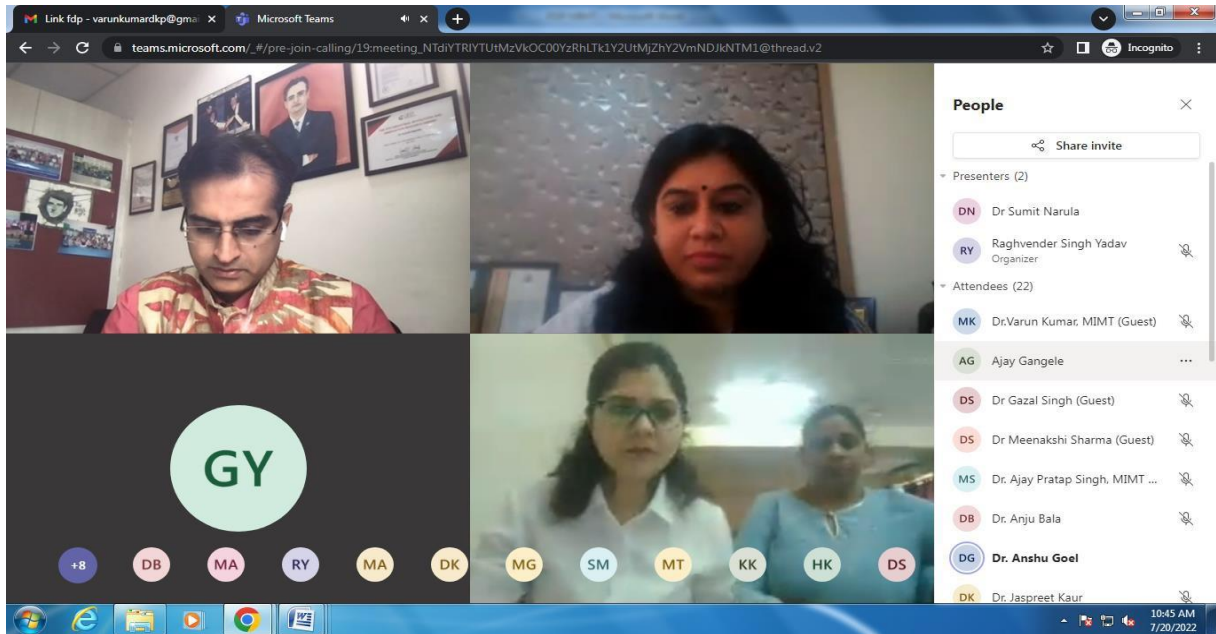 Link fdp - varunkumardkp@gma
Microsoft Teams
teams.microsoft.com/_#/pre-join-calling/19:meeting_NTdiYTRlYTUtMzVkOC00YzRhLTk1Y2UtMjZhY2VmNDJkNTM1@thread.v2
Incognito
People
Share invite
Presenters (2)
DN Dr Sumit Narula
RY Raghvender Singh Yadav
Organizer
Attendees (22)
MK Dr.Varun Kumar. MIMT (Guest)
AG Ajay Gangele
DS Dr Gazal Singh (Guest)
DS Dr Meenakshi Sharma (Guest)
MS Dr. Ajay Pratap Singh, MIMT ...
DB Dr. Anju Bala
DG Dr. Anshu Goel
DK Dr. Jaspreet Kaur
GY
+8 DB MA RY MA DK MG SM MT KK HK DS
10:45 AM
7/20/2022